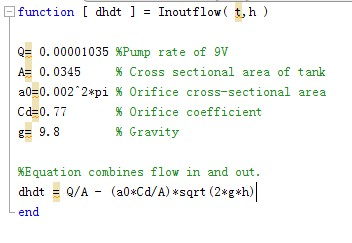 function [ dhdt ] = Inoutflow( t,h )
Q= 0.00001035 %Pump rate of 9V
A= 0.0345 % Cross sectional area of tank
a0=0.002^2*pi % Orifice cross-sectional area
Cd=0.77 % Orifice coefficient
g= 9.8 % Gravity
%Equation combines flow in and out.
dhdt = Q/A - (a0*Cd/A)*sqrt(2*g*h)
end